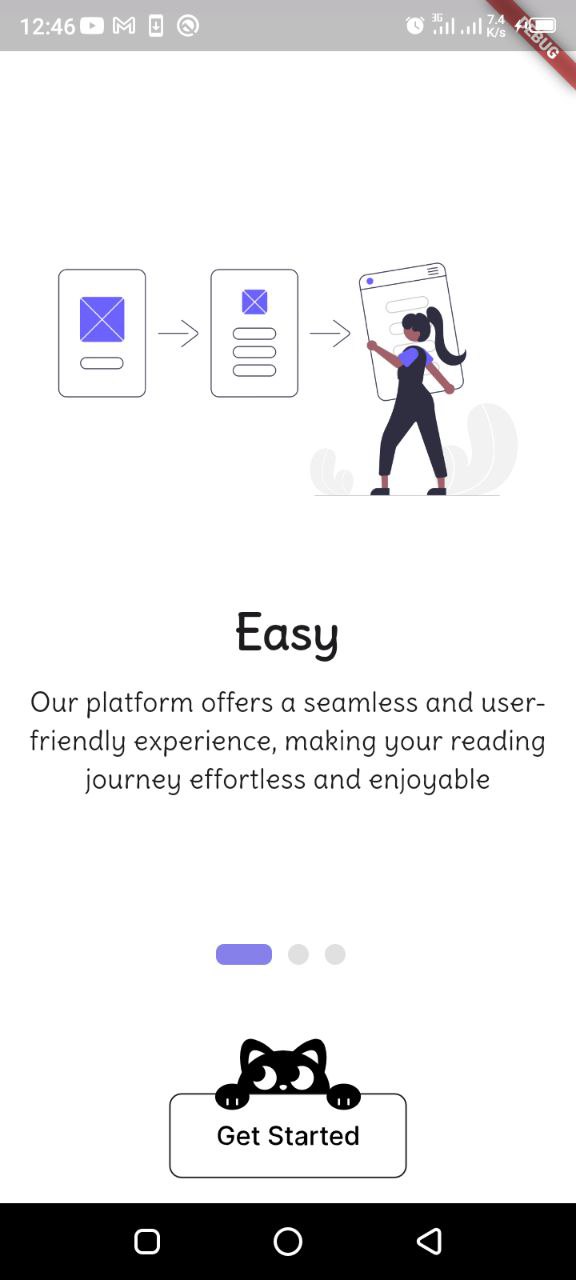 12:46
3G
7.4
K/s
DEBUG
Easy
Our platform offers a seamless and user-
friendly experience, making your reading
journey effortless and enjoyable
Get Started